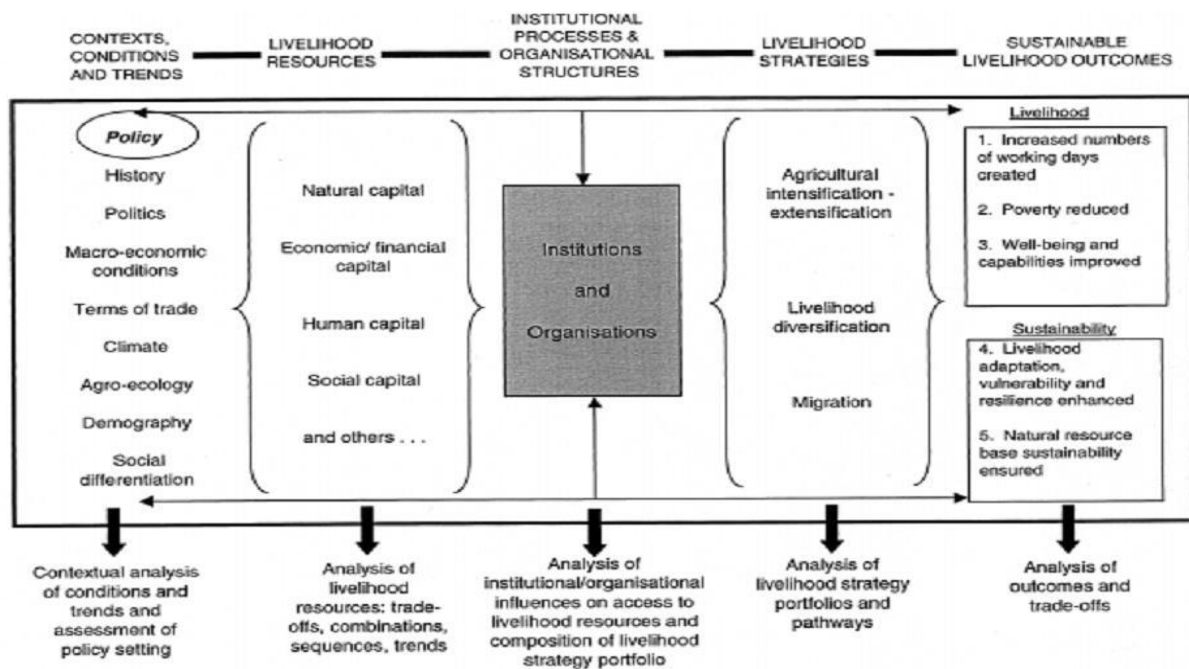 CONTEXTS,
CONDITIONS
AND TRENDS
LIVELIHOOD
RESOURCES
INSTITUTIONAL
PROCESSES &
ORGANISATIONAL
STRUCTURES
LIVELIHOOD
STRATEGIES
SUSTAINABLE
LIVELIHOOD OUTCOMES
Policy
History
Politics
Macro-economic
conditions
Terms of trade
Climate
Agro-ecology
Demography
Social
differentiation
Natural capital
Economic/ financial
capital
Human capital
Social capital
and others . . .
Institutions
and
Organisations
Agricultural
intensification -
extensification
Livelihood
diversification
Migration
Livelihood
1. Increased numbers
of working days
created
2. Poverty reduced
3. Well-being and
capabilities improved
Sustainability
4. Livelihood
adaptation,
vulnerability and
resilience enhanced
5. Natural resource
base sustainability
ensured
Contextual analysis
of conditions and
trends and
assessment of
policy setting
Analysis of
livelihood
resources: trade-
offs, combinations,
sequences, trends
Analysis of
institutional/organisational
influences on access to
livelihood resources and
composition of livelihood
strategy portfolio
Analysis of
livelihood strategy
portfolios and
pathways
Analysis of
outcomes and
trade-offs